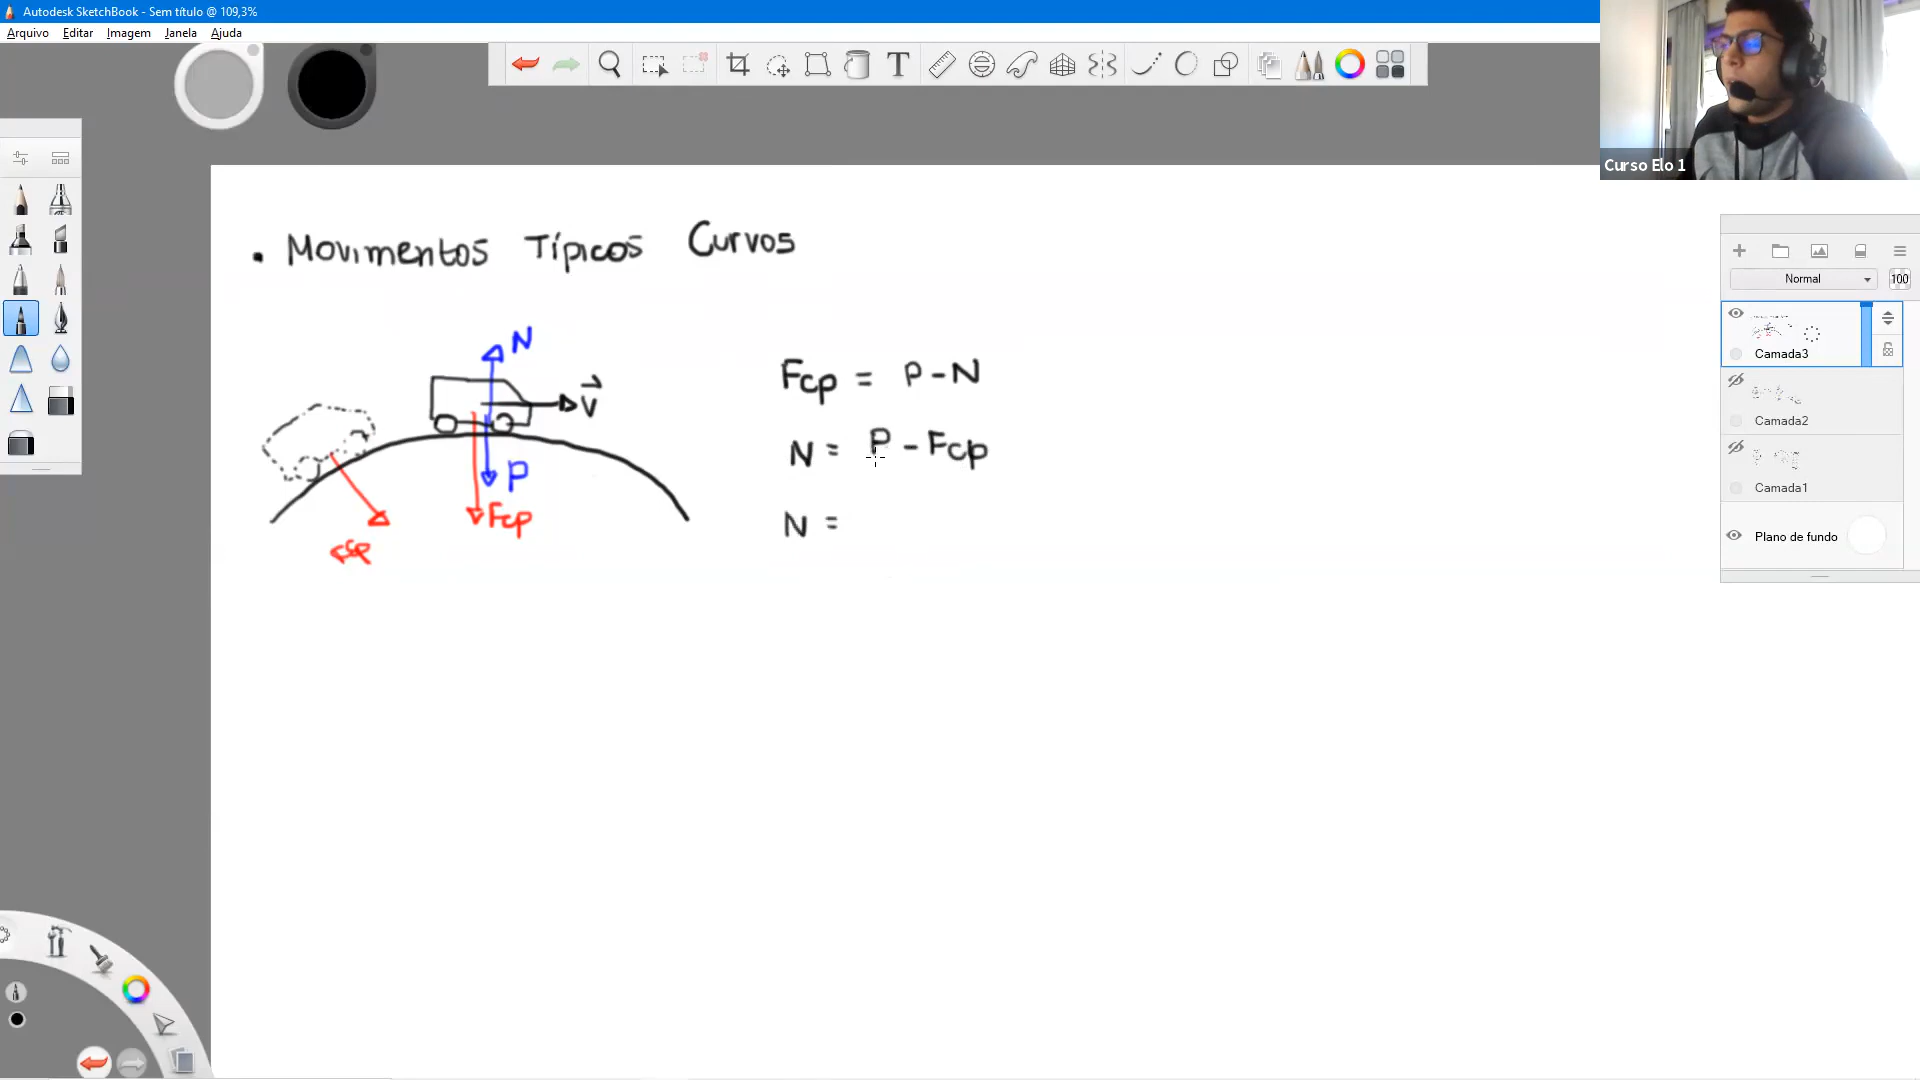 Autodesk SketchBook - Sem título @ 109,3%
Arquivo Editar Imagem Janela Ajuda
T
Curso Elo 1
. Movimentos Típicos Curvos
N
V
P
Fcp
Fcp = P - N
N = P - Fcp
N =
Normal
100
Camada3
Camada2
Camada1
Plano de fundo